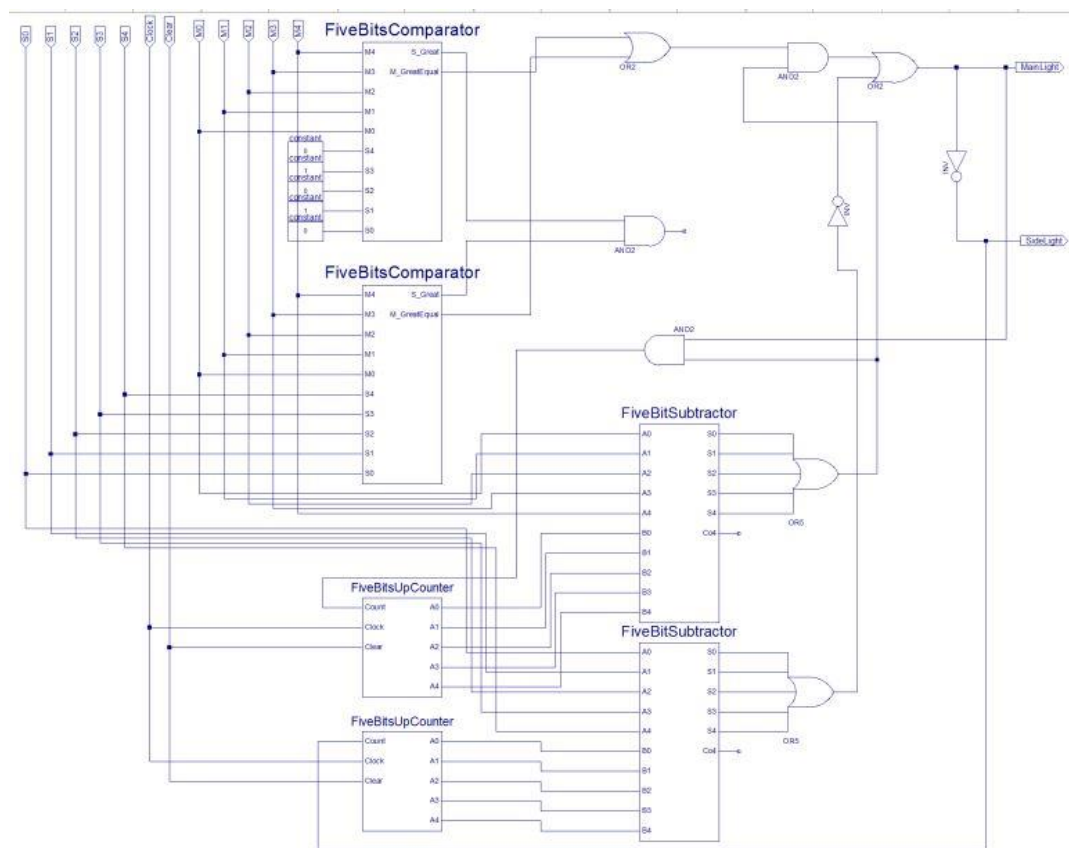 S0
S1
S2
S3
S4
Clock
Clear
M0
M1
M2
M3
M4
FiveBitsComparator
M4 S_Great
M3 M_GreatEqual
M2
M1
M0
constant
0 S4
constant
1 S3
constant
0 S2
constant
1 S1
constant
0 S0
OR2
AND2
OR2
MainLight
INV
INV
SideLight
AND2
FiveBitsComparator
M4 S_Great
M3 M_GreatEqual
M2
M1
M0
S4
S3
S2
S1
S0
AND2
FiveBitSubtractor
A0 S0
A1 S1
A2 S2
A3 S3
A4 S4
B0 Co4
B1
B2
B3
B4
OR5
FiveBitsUpCounter
Count A0
Clock A1
Clear A2
A3
A4
FiveBitSubtractor
A0 S0
A1 S1
A2 S2
A3 S3
A4 S4
B0 Co4
B1
B2
B3
B4
OR5
FiveBitsUpCounter
Count A0
Clock A1
Clear A2
A3
A4